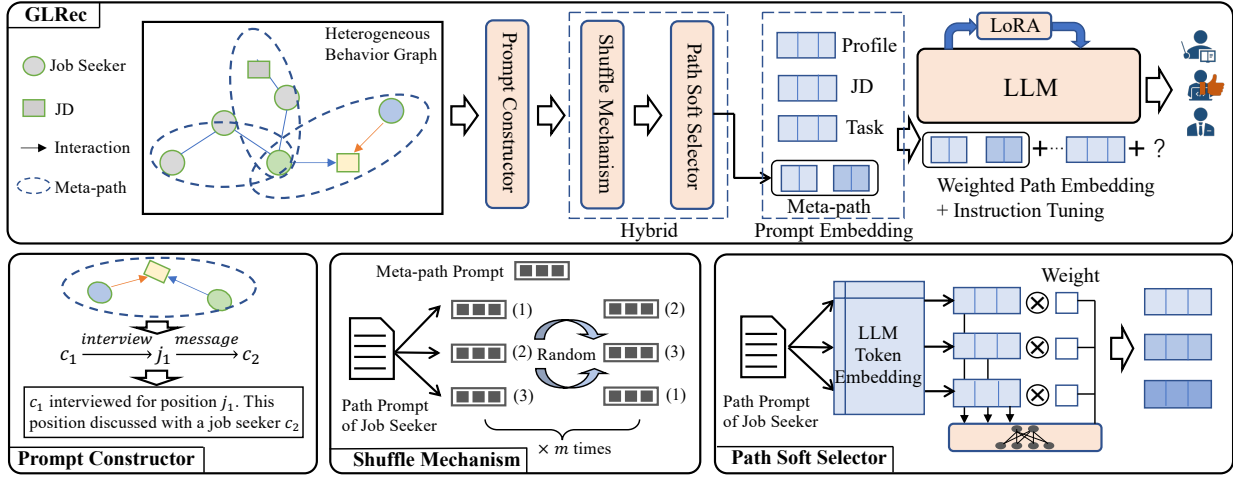 GLRec
Heterogeneous
Behavior Graph
Job Seeker
JD
Interaction
Meta-path
Prompt Constructor
Shuffle Mechanism
Path Soft Selector
Hybrid
Profile
JD
Task
Meta-path
Prompt Embedding
LoRA
LLM
+ ··· + ?
Weighted Path Embedding
+ Instruction Tuning
interview message
c₁ → j₁ → c₂
c₁ interviewed for position j₁. This
position discussed with a job seeker c₂
Prompt Constructor
Meta-path Prompt
(1) (2)
(2) Random (3)
(3) (1)
Path Prompt
of Job Seeker
× m times
Shuffle Mechanism
Weight
LLM
Token
Embedding
Path Prompt
of Job Seeker
Path Soft Selector